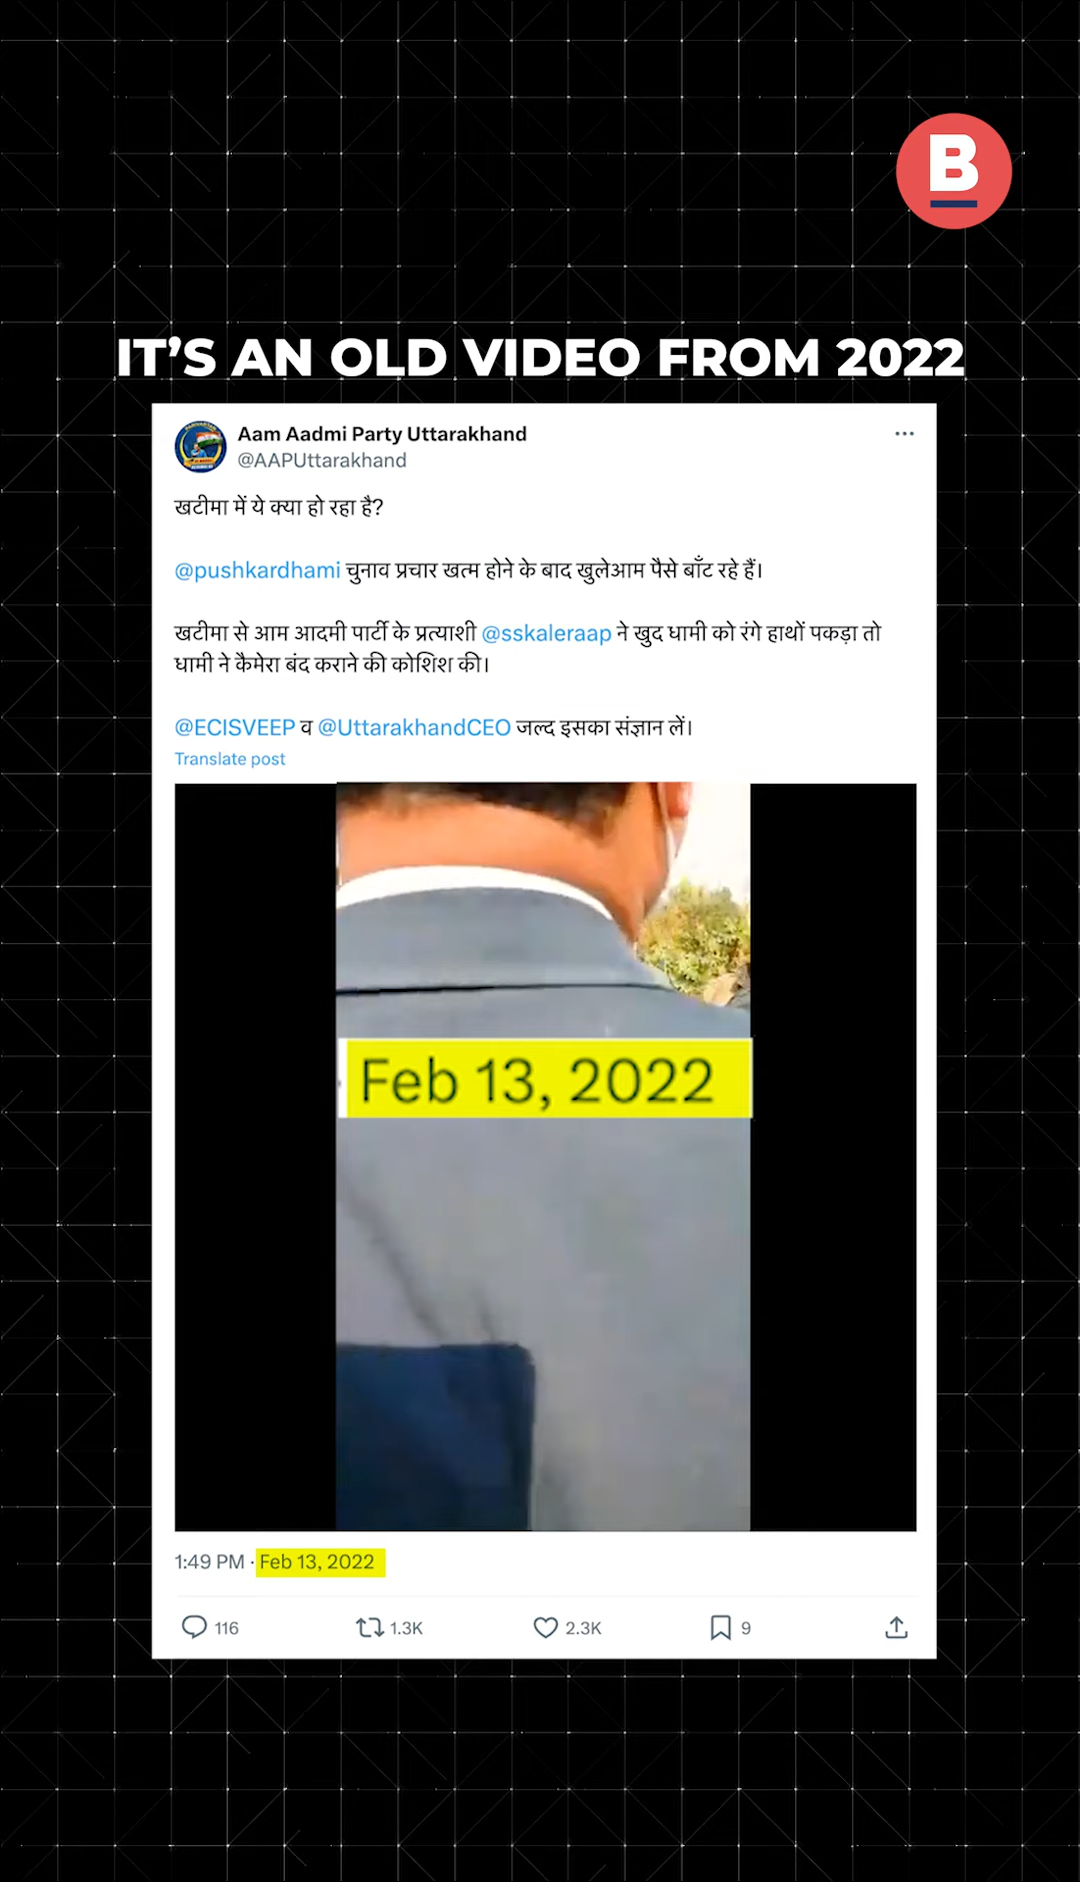 B
IT’S AN OLD VIDEO FROM 2022
Aam Aadmi Party Uttarakhand
@AAPUttarakhand
खटीमा में ये क्या हो रहा है?
@pushkardhami चुनाव प्रचार खत्म होने के बाद खुलेआम पैसे बाँट रहे हैं।
खटीमा से आम आदमी पार्टी के प्रत्याशी @sskaleraap ने खुद धामी को रंगे हाथों पकड़ा तो
धामी ने कैमेरा बंद कराने की कोशिश की।
@ECISVEEP व @UttarakhandCEO जल्द इसका संज्ञान लें।
Translate post
Feb 13, 2022
1:49 PM · Feb 13, 2022
116 1.3K 2.3K 9